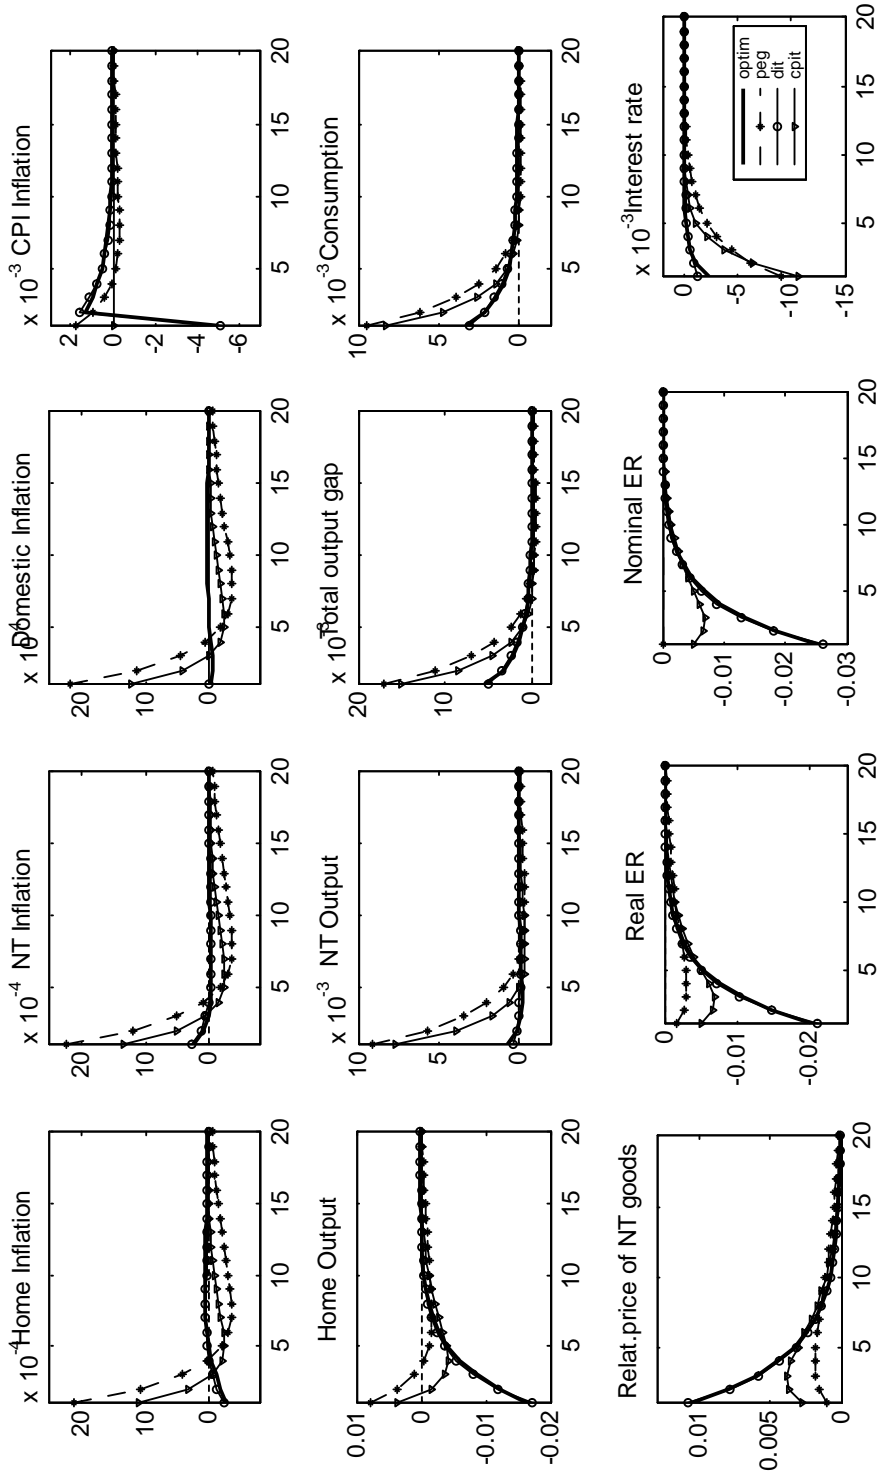 x 10⁻⁴ Home Inflation
20
10
0
5 10 15 20
x 10⁻⁴ NT Inflation
20
10
0
5 10 15 20
x 10⁻⁴ Domestic Inflation
20
10
0
5 10 15 20
x 10⁻³ CPI Inflation
2
0
-2
-4
-6
5 10 15 20
Home Output
0.01
0
-0.01
-0.02
5 10 15 20
x 10⁻³ NT Output
10
5
0
5 10 15 20
x 10⁻³ Total output gap
10
5
0
5 10 15 20
x 10⁻³ Consumption
10
5
0
5 10 15 20
Relat.price of NT goods
0.01
0.005
0
5 10 15 20
Real ER
0
-0.01
-0.02
5 10 15 20
Nominal ER
0
-0.01
-0.02
-0.03
5 10 15 20
x 10⁻³ Interest rate
0
-5
-10
-15
5 10 15 20
optim
peg
dit
cpit